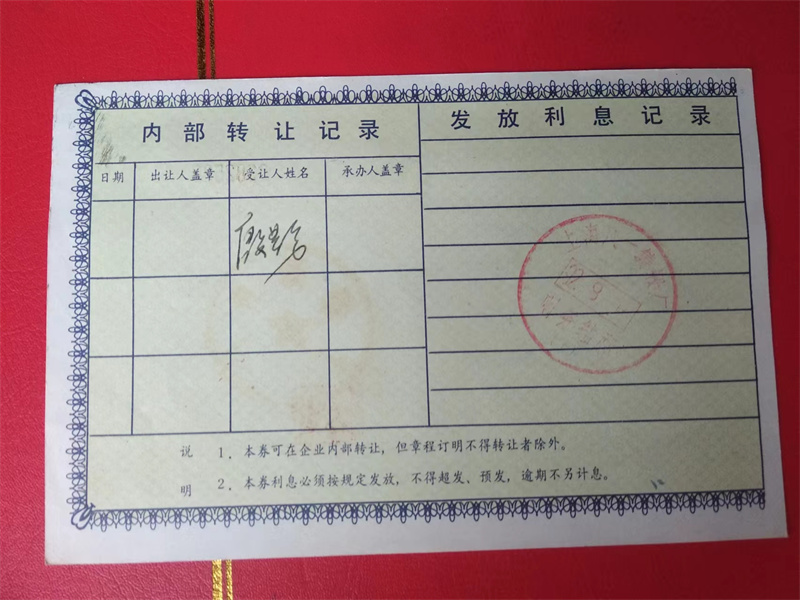 内部转让记录
日期 出让人盖章 受让人姓名 承办人盖章
发放利息记录
说明
1. 本券可在企业内部转让，但章程订明不得转让者除外。
2. 本券利息必须按规定发放，不得超发、预发，逾期不另计息。